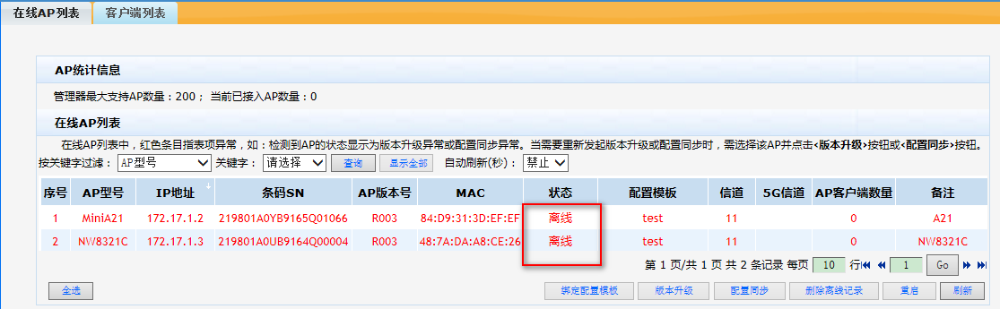 在线AP列表 客户端列表
AP统计信息
管理器最大支持AP数量：200； 当前已接入AP数量：0
在线AP列表
在线AP列表中，红色条目指表项异常，如：检测到AP的状态显示为版本升级异常或配置同步异常。当需要重新发起版本升级或配置同步时，需选择该AP并点击<版本升级>按钮或<配置同步>按钮。
按关键字过滤： AP型号 关键字： 请选择 查询 显示全部 自动刷新(秒)： 禁止
序号 AP型号 IP地址 条码SN AP版本号 MAC 状态 配置模板 信道 5G信道 AP客户端数量 备注
1 MiniA21 172.17.1.2 219801A0YB9165Q01066 R003 84:D9:31:3D:EF:EF 离线 test 11 0 A21
2 NW8321C 172.17.1.3 219801A0UB9164Q00004 R003 48:7A:DA:A8:CE:26 离线 test 11 0 NW8321C
第 1 页/共 1 页 共 2 条记录 每页 10 行 1 Go
全选 绑定配置模板 版本升级 配置同步 删除离线记录 重启 刷新